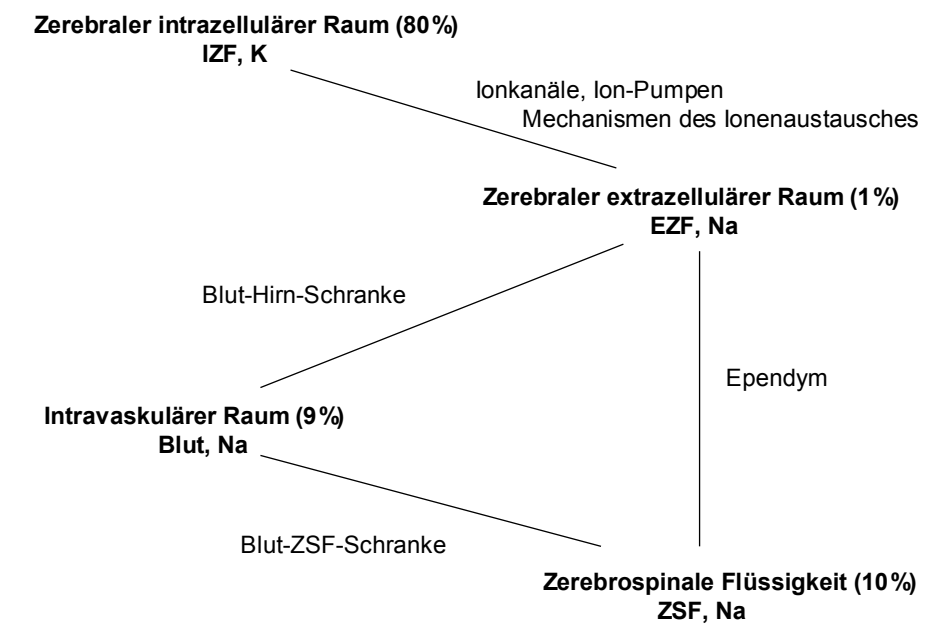 Zerebraler intrazellulärer Raum (80%)
IZF, K
Ionkanäle, Ion-Pumpen
Mechanismen des Ionenaustausches
Zerebraler extrazellulärer Raum (1%)
EZF, Na
Blut-Hirn-Schranke
Ependym
Intravaskulärer Raum (9%)
Blut, Na
Blut-ZSF-Schranke
Zerebrospinale Flüssigkeit (10%)
ZSF, Na